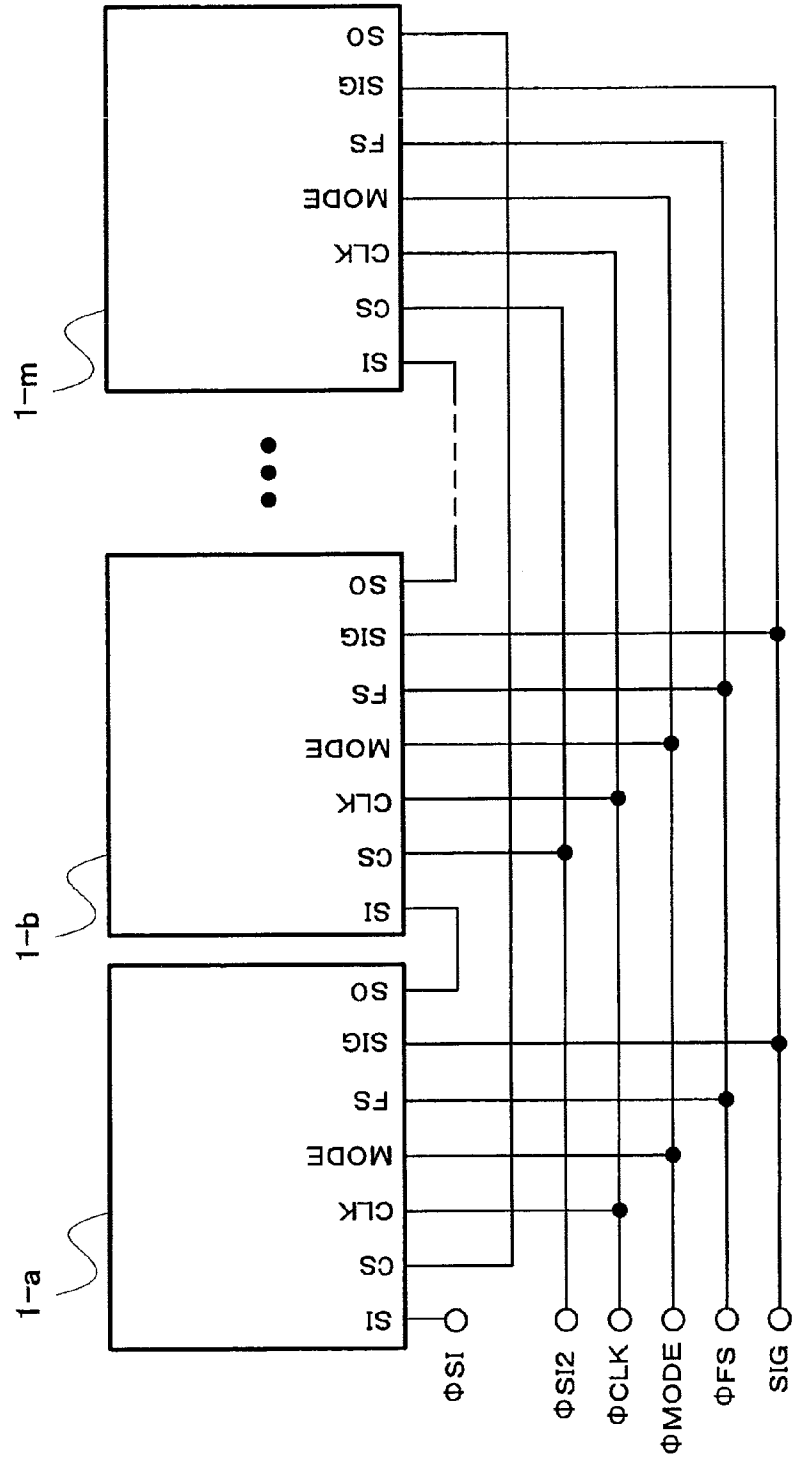 1-a
1-b
1-m
SI
CS
CLK
MODE
FS
SIG
SO
SI
CS
CLK
MODE
FS
SIG
SO
SI
CS
CLK
MODE
FS
SIG
SO
ΦSI
ΦSI2
ΦCLK
ΦMODE
ΦFS
SIG